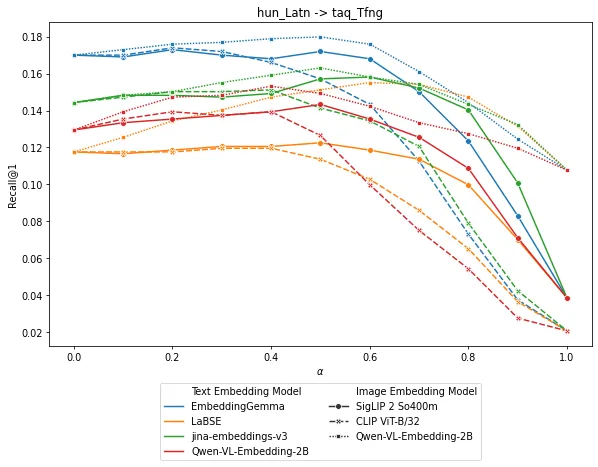 hun_Latn -> taq_Tfng
Recall@1
0.18
0.16
0.14
0.12
0.10
0.08
0.06
0.04
0.02
0.0
0.2
0.4
0.6
0.8
1.0
α
Text Embedding Model
EmbeddingGemma
LaBSE
jina-embeddings-v3
Qwen-VL-Embedding-2B
Image Embedding Model
SigLIP 2 So400m
CLIP ViT-B/32
Qwen-VL-Embedding-2B